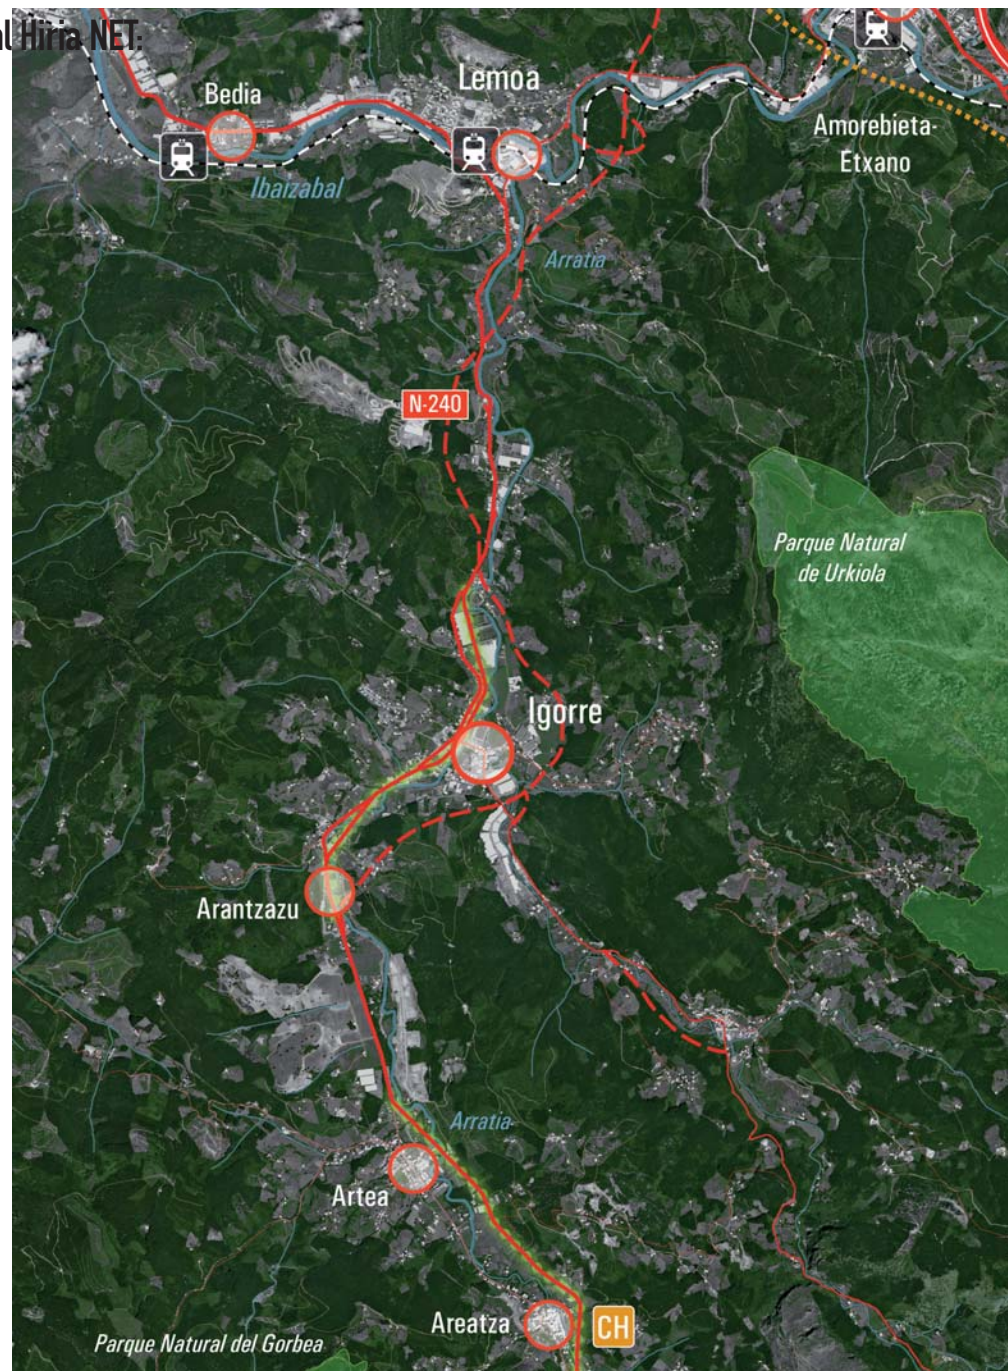 al Hiria NET:
Lemoa
Bedia
Amorebieta-
Etxano
Ibaizabal
Arratia
N-240
Parque Natural
de Urkiola
Igorre
Arantzazu
Arratia
Artea
Areatza
CH
Parque Natural del Gorbea